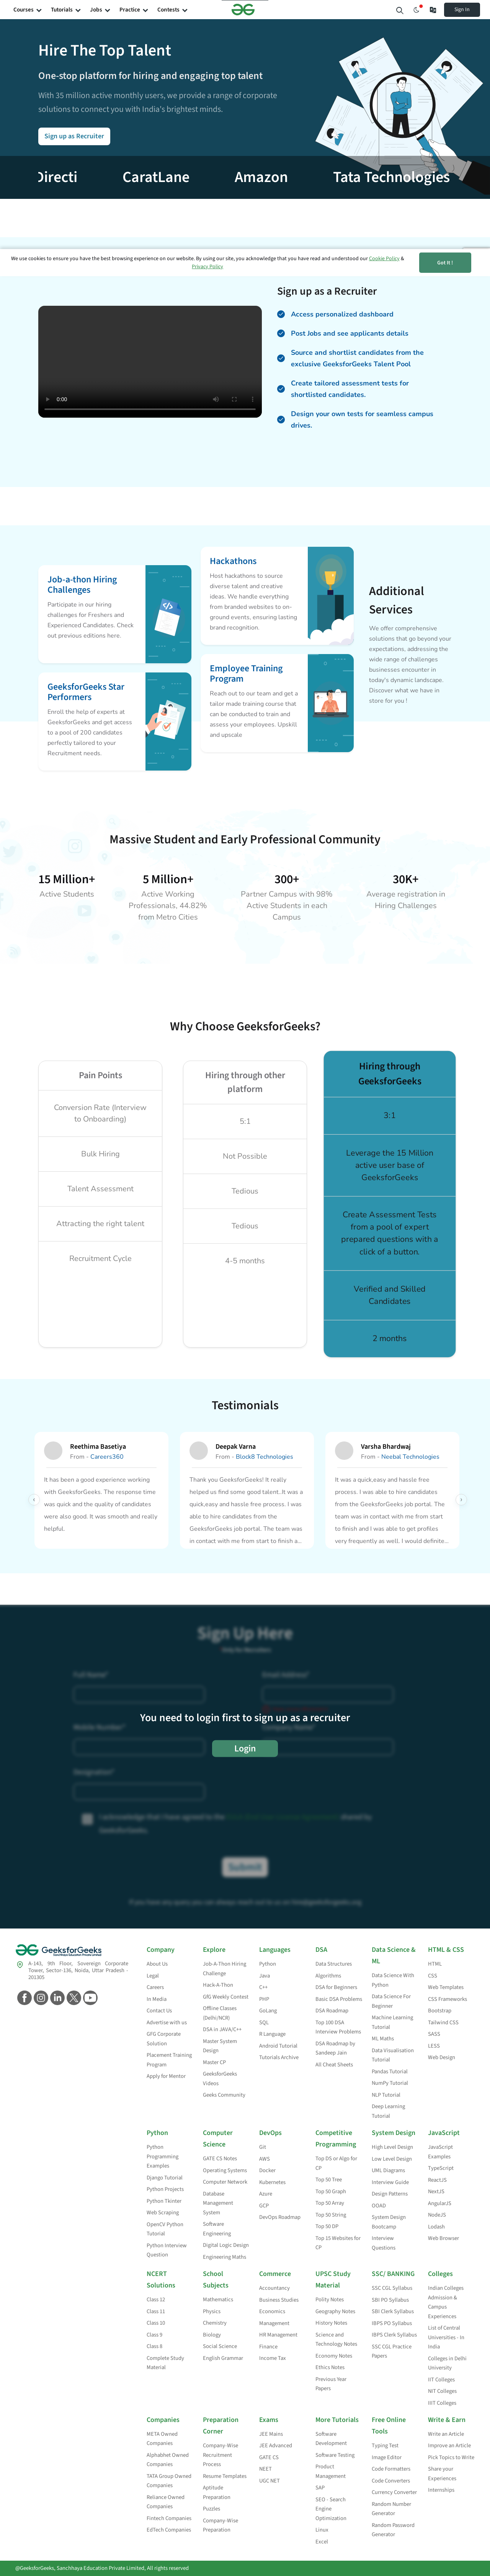 Courses Tutorials Jobs Practice Contests
Sign In
Hire The Top Talent
One-stop platform for hiring and engaging top talent
With 35 million active monthly users, we provide a range of corporate
solutions to connect you with India's brightest minds.
Sign up as Recruiter
Directi CaratLane Amazon Tata Technologies
We use cookies to ensure you have the best browsing experience on our website. By using our site, you acknowledge that you have read and understood our Cookie Policy &
Privacy Policy
Got It !
Sign up as a Recruiter
0:00
Access personalized dashboard
Post Jobs and see applicants details
Source and shortlist candidates from the
exclusive GeeksforGeeks Talent Pool
Create tailored assessment tests for
shortlisted candidates.
Design your own tests for seamless campus
drives.
Job-a-thon Hiring
Challenges
Participate in our hiring
challenges for Freshers and
Experienced Candidates. Check
out previous editions here.
GeeksforGeeks Star
Performers
Enroll the help of experts at
GeeksforGeeks and get access
to a pool of 200 candidates
perfectly tailored to your
Recruitment needs.
Hackathons
Host hackathons to source
diverse talent and creative
ideas. We handle everything
from branded websites to on-
ground events, ensuring lasting
brand recognition.
Employee Training
Program
Reach out to our team and get a
tailor made training course that
can be conducted to train and
assess your employees. Upskill
and upscale
Additional
Services
We offer comprehensive
solutions that go beyond your
expectations, addressing the
wide range of challenges
businesses encounter in
today's dynamic landscape.
Discover what we have in
store for you !
Massive Student and Early Professional Community
15 Million+
Active Students
5 Million+
Active Working
Professionals, 44.82%
from Metro Cities
300+
Partner Campus with 98%
Active Students in each
Campus
30K+
Average registration in
Hiring Challenges
Why Choose GeeksforGeeks?
Pain Points
Conversion Rate (Interview
to Onboarding)
Bulk Hiring
Talent Assessment
Attracting the right talent
Recruitment Cycle
Hiring through other
platform
5:1
Not Possible
Tedious
Tedious
4-5 months
Hiring through
GeeksforGeeks
3:1
Leverage the 15 Million
active user base of
GeeksforGeeks
Create Assessment Tests
from a pool of expert
prepared questions with a
click of a button.
Verified and Skilled
Candidates
2 months
Testimonials
Reethima Basetiya
From - Careers360
It has been a good experience working
with GeeksforGeeks. The response time
was quick and the quality of candidates
were also good. It was smooth and really
helpful.
Deepak Varna
From - Block8 Technologies
Thank you GeeksforGeeks! It really
helped us find some good talent. It was a
quick,easy and hassle free process. I was
able to hire candidates from the
GeeksforGeeks job portal. The team was
in contact with me from start to finish a...
Varsha Bhardwaj
From - Neebal Technologies
It was a quick,easy and hassle free
process. I was able to hire candidates
from the GeeksforGeeks job portal. The
team was in contact with me from start
to finish and I was able to get profiles
very frequently as well. I would definite...
Sign Up Here
Full Name*
Email Address*
You need to login first to sign up as a recruiter
Mobile Number*
Company Name*
Login
Designation*
I acknowledge that I have agreed to the
shared by
GeeksforGeeks.
Submit
GeeksforGeeks
A-143, 9th Floor, Sovereign Corporate
Tower, Sector-136, Noida, Uttar Pradesh -
201305
Company
About Us
Legal
Careers
In Media
Contact Us
Advertise with us
GFG Corporate
Solution
Placement Training
Program
Apply for Mentor
Explore
Job-A-Thon Hiring
Challenge
Hack-A-Thon
GfG Weekly Contest
Offline Classes
(Delhi/NCR)
DSA in JAVA/C++
Master System
Design
Master CP
GeeksforGeeks
Videos
Geeks Community
Languages
Python
Java
C++
PHP
GoLang
SQL
R Language
Android Tutorial
Tutorials Archive
DSA
Data Structures
Algorithms
DSA for Beginners
Basic DSA Problems
DSA Roadmap
Top 100 DSA
Interview Problems
DSA Roadmap by
Sandeep Jain
All Cheat Sheets
Data Science &
ML
Data Science With
Python
Data Science For
Beginner
Machine Learning
Tutorial
ML Maths
Data Visualisation
Tutorial
Pandas Tutorial
NumPy Tutorial
NLP Tutorial
Deep Learning
Tutorial
HTML & CSS
HTML
CSS
Web Templates
CSS Frameworks
Bootstrap
Tailwind CSS
SASS
LESS
Web Design
Python
Python
Programming
Examples
Django Tutorial
Python Projects
Python Tkinter
Web Scraping
OpenCV Python
Tutorial
Python Interview
Question
Computer
Science
GATE CS Notes
Operating Systems
Computer Network
Database
Management
System
Software
Engineering
Digital Logic Design
Engineering Maths
DevOps
Git
AWS
Docker
Kubernetes
Azure
GCP
DevOps Roadmap
Competitive
Programming
Top DS or Algo for
CP
Top 50 Tree
Top 50 Graph
Top 50 Array
Top 50 String
Top 50 DP
Top 15 Websites for
CP
System Design
High Level Design
Low Level Design
UML Diagrams
Interview Guide
Design Patterns
OOAD
System Design
Bootcamp
Interview
Questions
JavaScript
JavaScript
Examples
TypeScript
ReactJS
NextJS
AngularJS
NodeJS
Lodash
Web Browser
NCERT
Solutions
Class 12
Class 11
Class 10
Class 9
Class 8
Complete Study
Material
School
Subjects
Mathematics
Physics
Chemistry
Biology
Social Science
English Grammar
Commerce
Accountancy
Business Studies
Economics
Management
HR Management
Finance
Income Tax
UPSC Study
Material
Polity Notes
Geography Notes
History Notes
Science and
Technology Notes
Economy Notes
Ethics Notes
Previous Year
Papers
SSC/ BANKING
SSC CGL Syllabus
SBI PO Syllabus
SBI Clerk Syllabus
IBPS PO Syllabus
IBPS Clerk Syllabus
SSC CGL Practice
Papers
Colleges
Indian Colleges
Admission &
Campus
Experiences
List of Central
Universities - In
India
Colleges in Delhi
University
IIT Colleges
NIT Colleges
IIIT Colleges
Companies
META Owned
Companies
Alphabhet Owned
Companies
TATA Group Owned
Companies
Reliance Owned
Companies
Fintech Companies
EdTech Companies
Preparation
Corner
Company-Wise
Recruitment
Process
Resume Templates
Aptitude
Preparation
Puzzles
Company-Wise
Preparation
Exams
JEE Mains
JEE Advanced
GATE CS
NEET
UGC NET
More Tutorials
Software
Development
Software Testing
Product
Management
SAP
SEO - Search
Engine
Optimization
Linux
Excel
Free Online
Tools
Typing Test
Image Editor
Code Formatters
Code Converters
Currency Converter
Random Number
Generator
Random Password
Generator
Write & Earn
Write an Article
Improve an Article
Pick Topics to Write
Share your
Experiences
Internships
@GeeksforGeeks, Sanchhaya Education Private Limited, All rights reserved